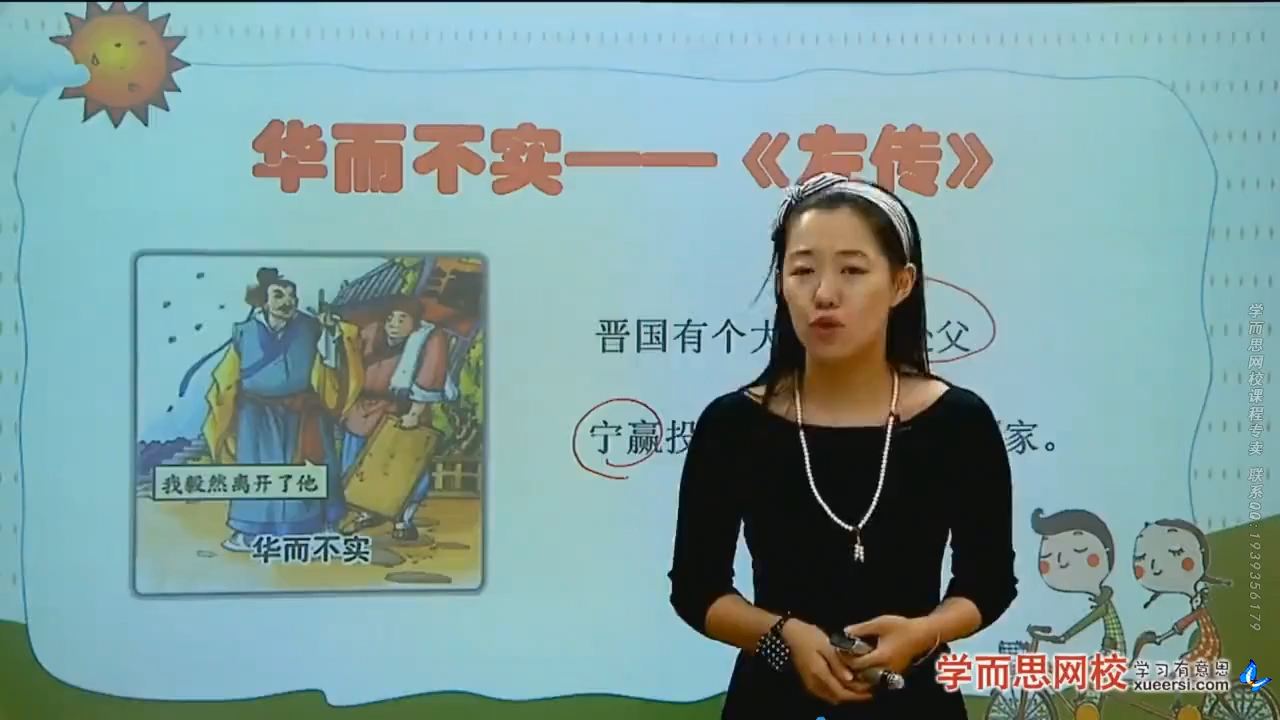 华而不实——《左传》
晋国有个大
处父
宁赢投
家。
我毅然离开了他
华而不实
学而思网校课程专卖 联系QQ:1939356179
学而思网校 学习有意思
xueersi.com